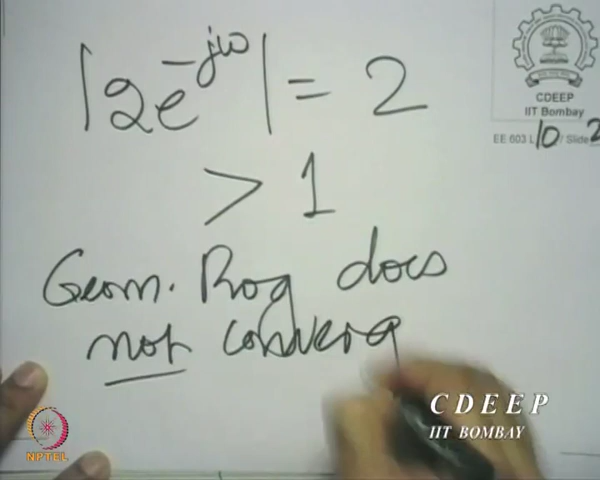 |2e^{-jω}| = 2
> 1
Geom. Prog does
not converg
CDEEP
IIT Bombay
EE 603 L 10 / Slide 2
CDEEP
IIT BOMBAY
NPTEL